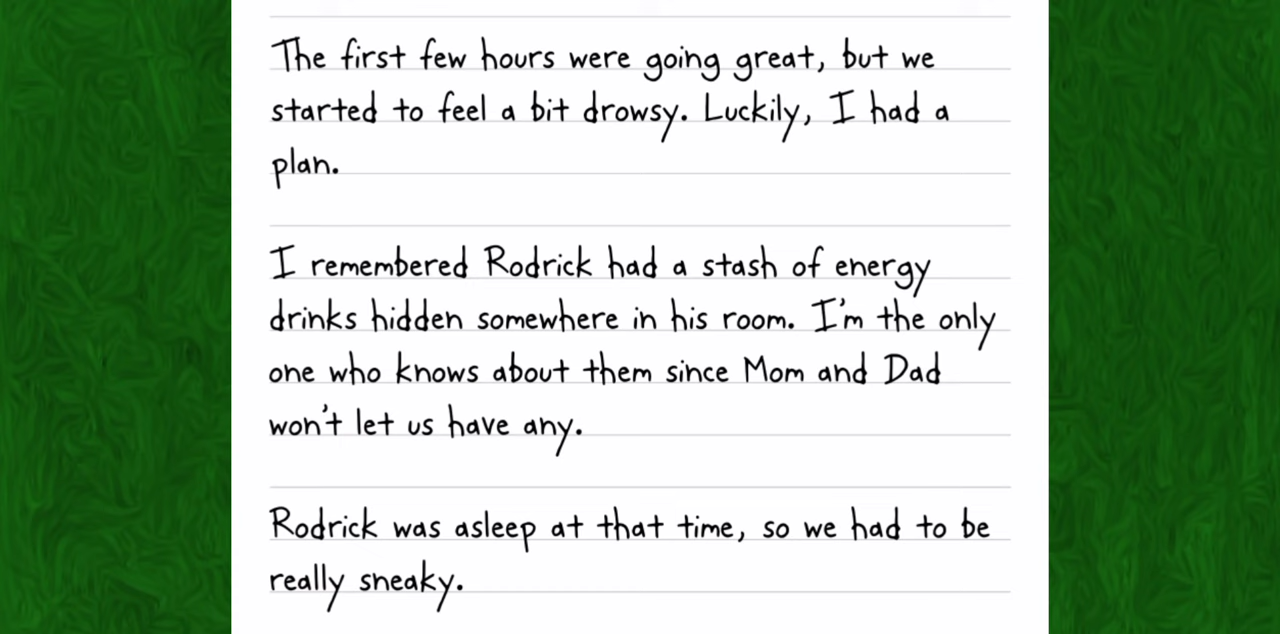 The first few hours were going great, but we
started to feel a bit drowsy. Luckily, I had a
plan.
I remembered Rodrick had a stash of energy
drinks hidden somewhere in his room. I'm the only
one who knows about them since Mom and Dad
won't let us have any.
Rodrick was asleep at that time, so we had to be
really sneaky.